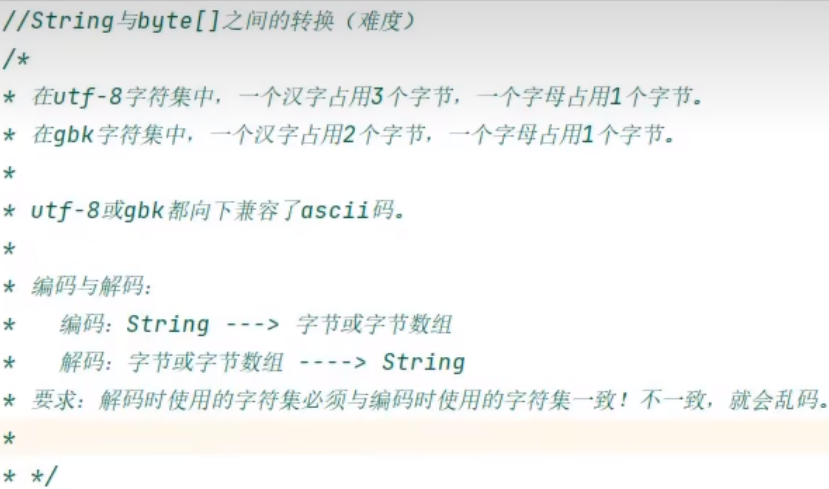 //String与byte[]之间的转换（难度）
/*
* 在utf-8字符集中，一个汉字占用3个字节，一个字母占用1个字节。
* 在gbk字符集中，一个汉字占用2个字节，一个字母占用1个字节。
*
* utf-8或gbk都向下兼容了ascii码。
*
* 编码与解码：
*   编码：String ---> 字节或字节数组
*   解码：字节或字节数组 ----> String
* 要求：解码时使用的字符集必须与编码时使用的字符集一致！不一致，就会乱码。
*
* */